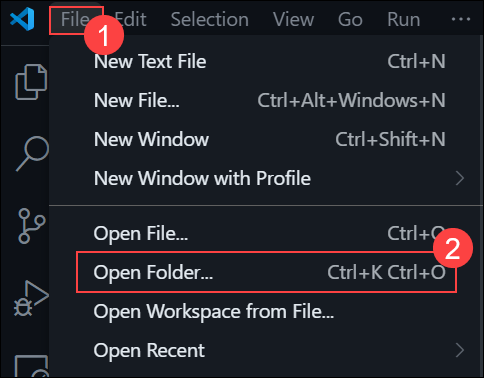 File Edit Selection View Go Run ...
1
New Text File Ctrl+N
New File... Ctrl+Alt+Windows+N
New Window Ctrl+Shift+N
New Window with Profile
Open File...
2
Open Folder... Ctrl+K Ctrl+O
Open Workspace from File...
Open Recent